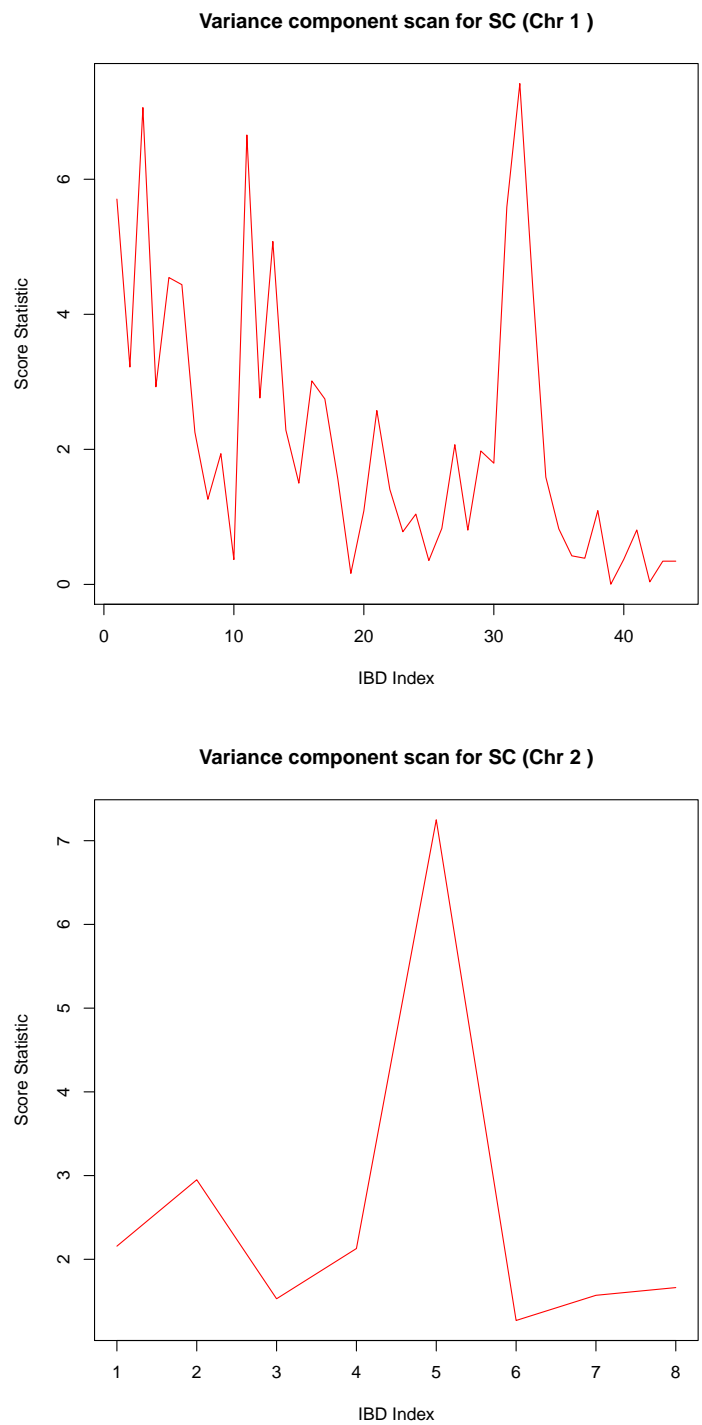 Variance component scan for SC (Chr 1 )
Score Statistic
6
4
2
0
0 10 20 30 40
IBD Index
Variance component scan for SC (Chr 2 )
Score Statistic
7
6
5
4
3
2
1 2 3 4 5 6 7 8
IBD Index